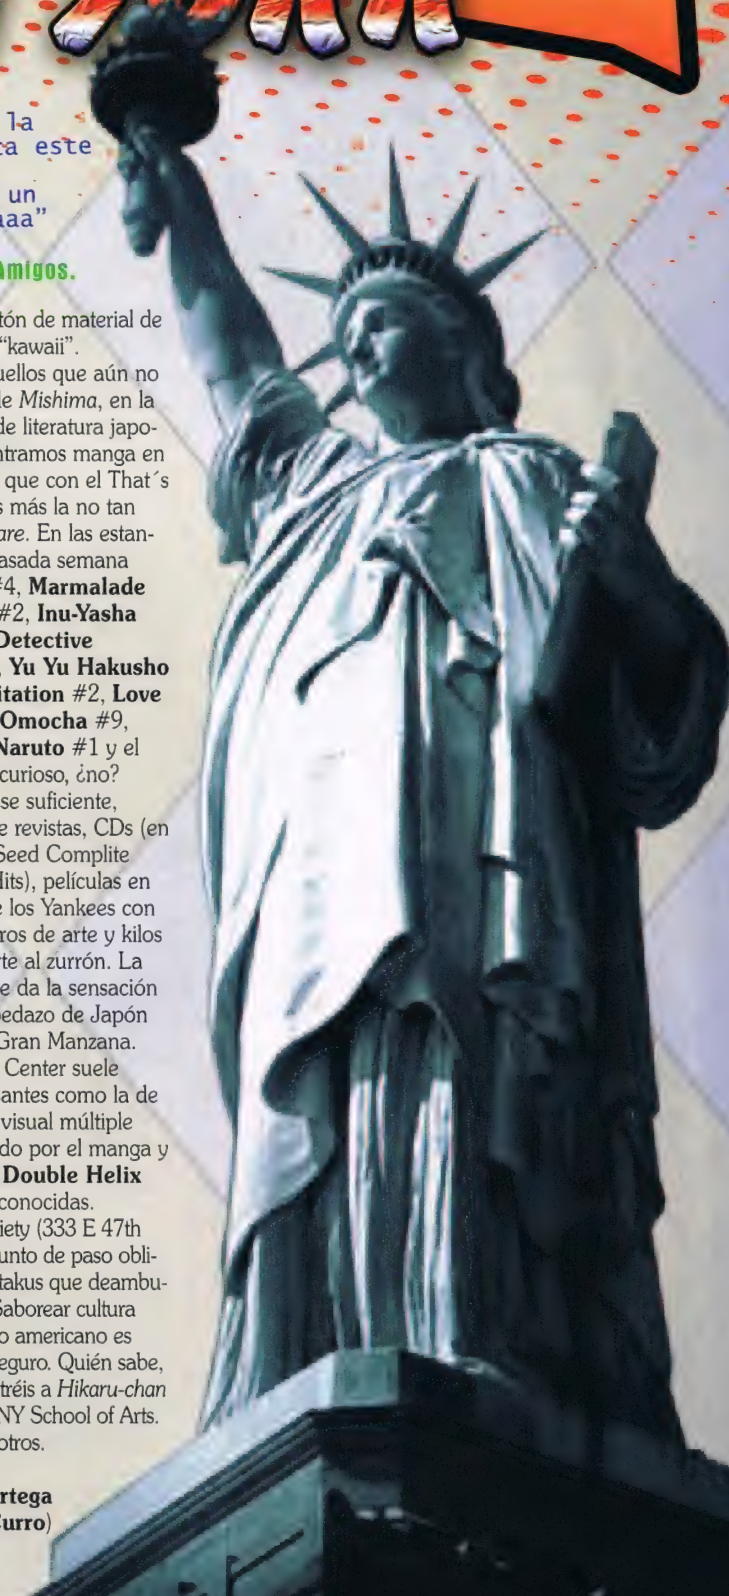 la
este
un
aaa”
Amigos.
tón de material de
“kawaii”.
uellos que aún no
de Mishima, en la
de literatura japo-
ntramos manga en
que con el That´s
s más la no tan
are. En las estan-
asada semana
#4, Marmalade
#2, Inu-Yasha
Detective
, Yu Yu Hakusho
itation #2, Love
Omocha #9,
Naruto #1 y el
curioso, ¿no?
se suficiente,
e revistas, CDs (en
Seed Complite
Hits), películas en
e los Yankees con
ros de arte y kilos
rte al zurrón. La
e da la sensación
pedazo de Japón
Gran Manzana.
Center suele
santes como la de
visual múltiple
do por el manga y
Double Helix
conocidas.
iety (333 E 47th
unto de paso obli-
takus que deambu-
Saborear cultura
o americano es
eguro. Quién sabe,
tréis a Hikaru-chan
NY School of Arts.
otros.
rtega
Curro)